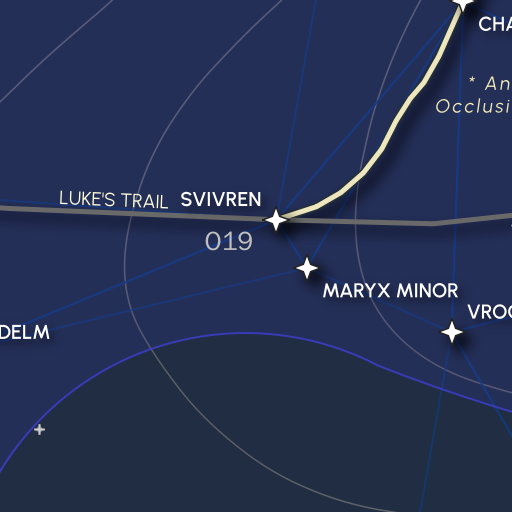 CHA
* An
Occlusi
LUKE'S TRAIL
SVIVREN
019
MARYX MINOR
VROC
DELM